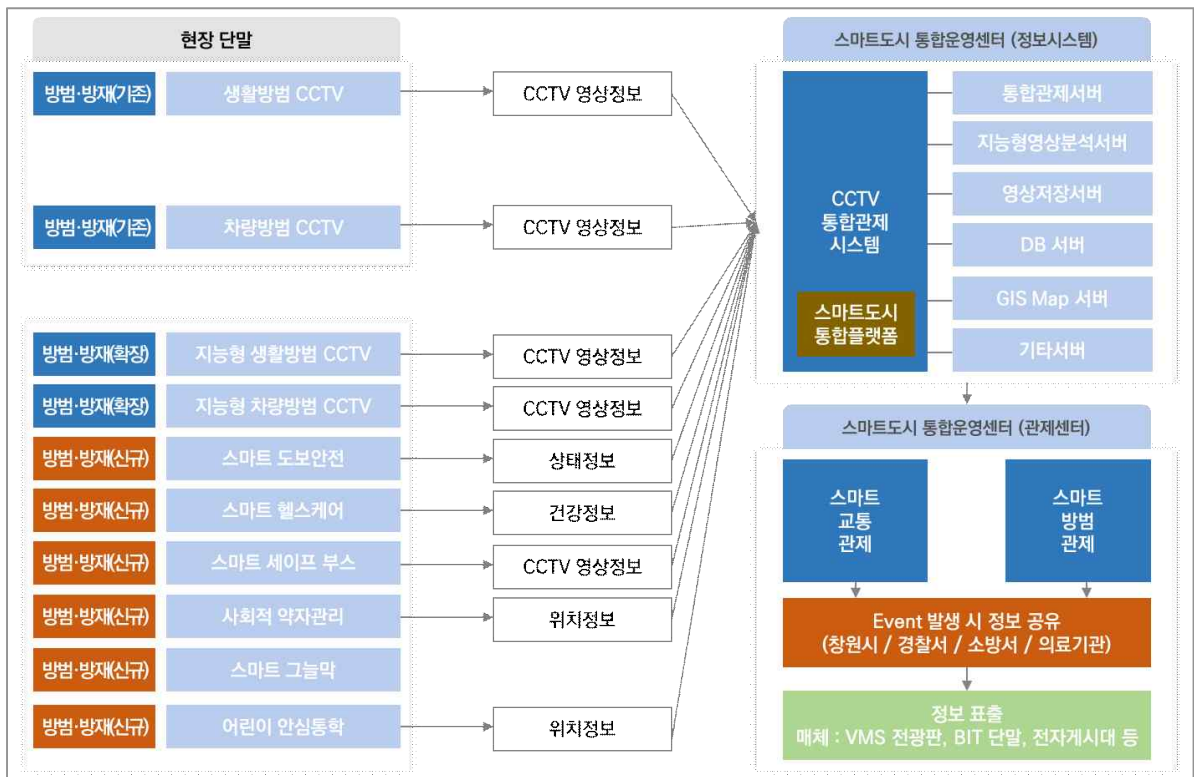 현장 단말
방범·방재(기존)
생활방범 CCTV
CCTV 영상정보
방범·방재(기존)
차량방범 CCTV
CCTV 영상정보
방범·방재(확장)
지능형 생활방범 CCTV
CCTV 영상정보
방범·방재(확장)
지능형 차량방범 CCTV
CCTV 영상정보
방범·방재(신규)
스마트 도보안전
상태정보
방범·방재(신규)
스마트 헬스케어
건강정보
방범·방재(신규)
스마트 세이프 부스
CCTV 영상정보
방범·방재(신규)
사회적 약자관리
위치정보
방범·방재(신규)
스마트 그늘막
방범·방재(신규)
어린이 안심통학
위치정보
스마트도시 통합운영센터 (정보시스템)
CCTV
통합관제
시스템
스마트도시
통합플랫폼
통합관제서버
지능형영상분석서버
영상저장서버
DB 서버
GIS Map 서버
기타서버
스마트도시 통합운영센터 (관제센터)
스마트
교통
관제
스마트
방범
관제
Event 발생 시 정보 공유
(창원시 / 경찰서 / 소방서 / 의료기관)
정보 표출
매체 : VMS 전광판, BIT 단말, 전자게시대 등